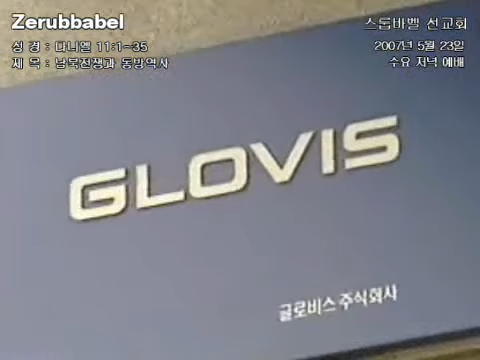 Zerubbabel
스룹바벨 선교회
성 경 : 다니엘 11:1~35
2007년 5월 23일
제 목 : 남북전쟁과 동방역사
수요 저녁 예배
GLOVIS
글로비스 주식회사